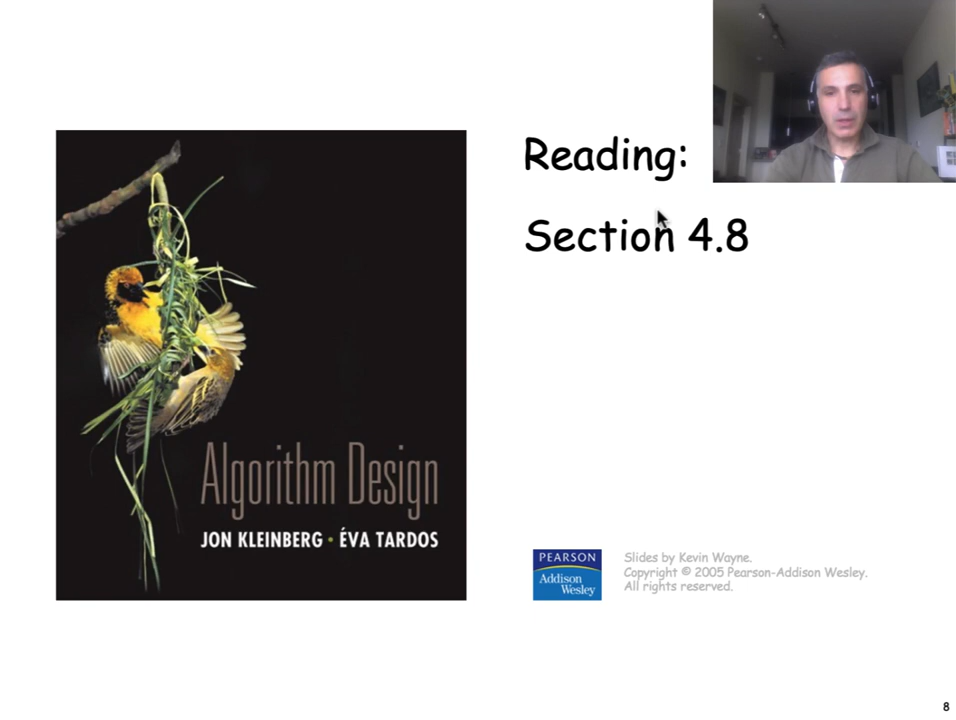 Reading:
Section 4.8
Algorithm Design
JON KLEINBERG • ÉVA TARDOS
PEARSON
Addison
Wesley
Slides by Kevin Wayne.
Copyright © 2005 Pearson-Addison Wesley.
All rights reserved.
8